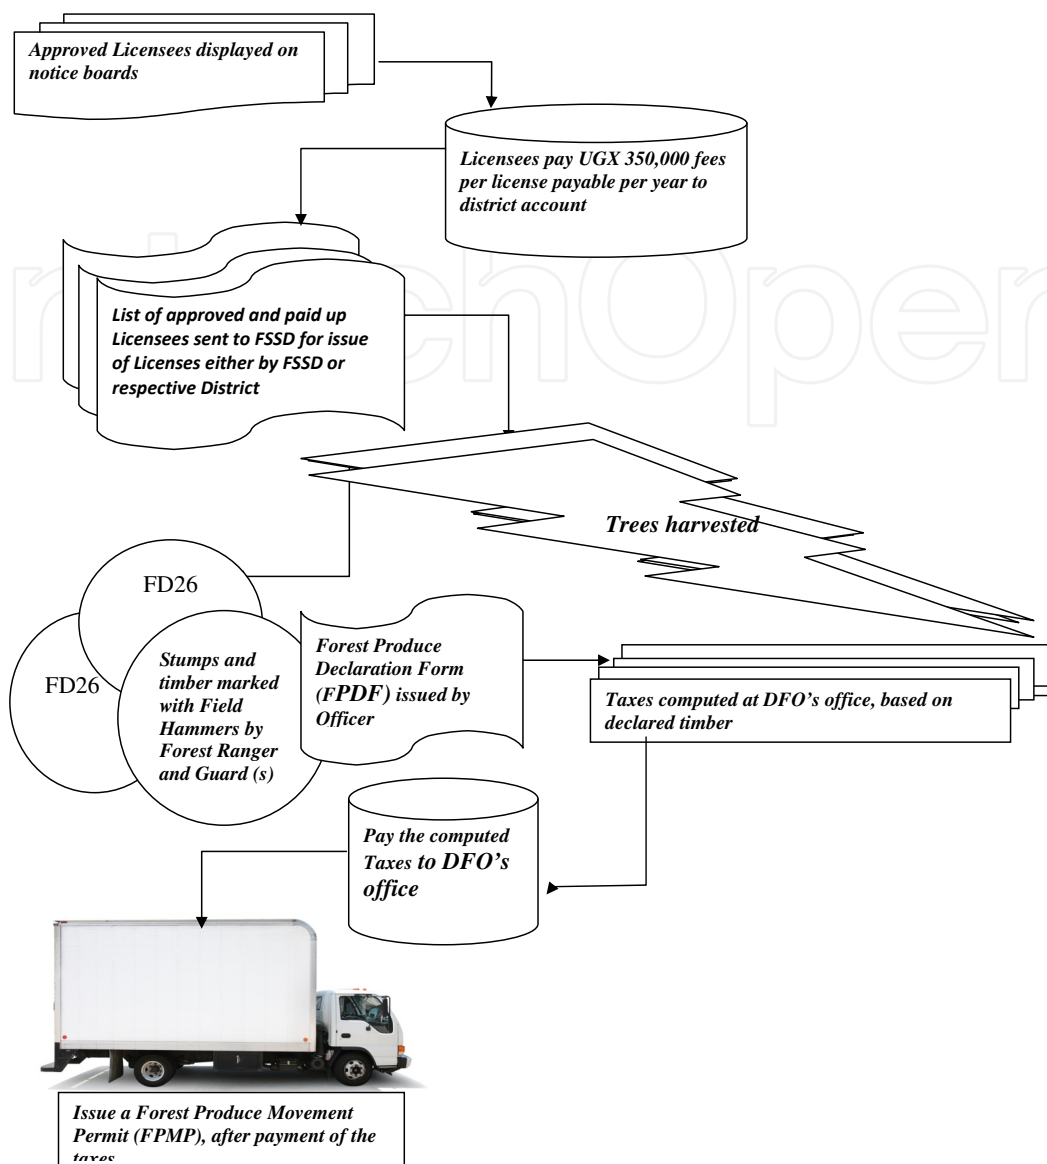 Approved Licensees displayed on
notice boards
Licensees pay UGX 350,000 fees
per license payable per year to
district account
List of approved and paid up
Licensees sent to FSSD for issue
of Licenses either by FSSD or
respective District
Trees harvested
FD26
FD26
Stumps and
timber marked
with Field
Hammers by
Forest Ranger
and Guard (s)
Forest Produce
Declaration Form
(FPDF) issued by
Officer
Taxes computed at DFO's office, based on
declared timber
Pay the computed
Taxes to DFO's
office
Issue a Forest Produce Movement
Permit (FPMP), after payment of the
taxes